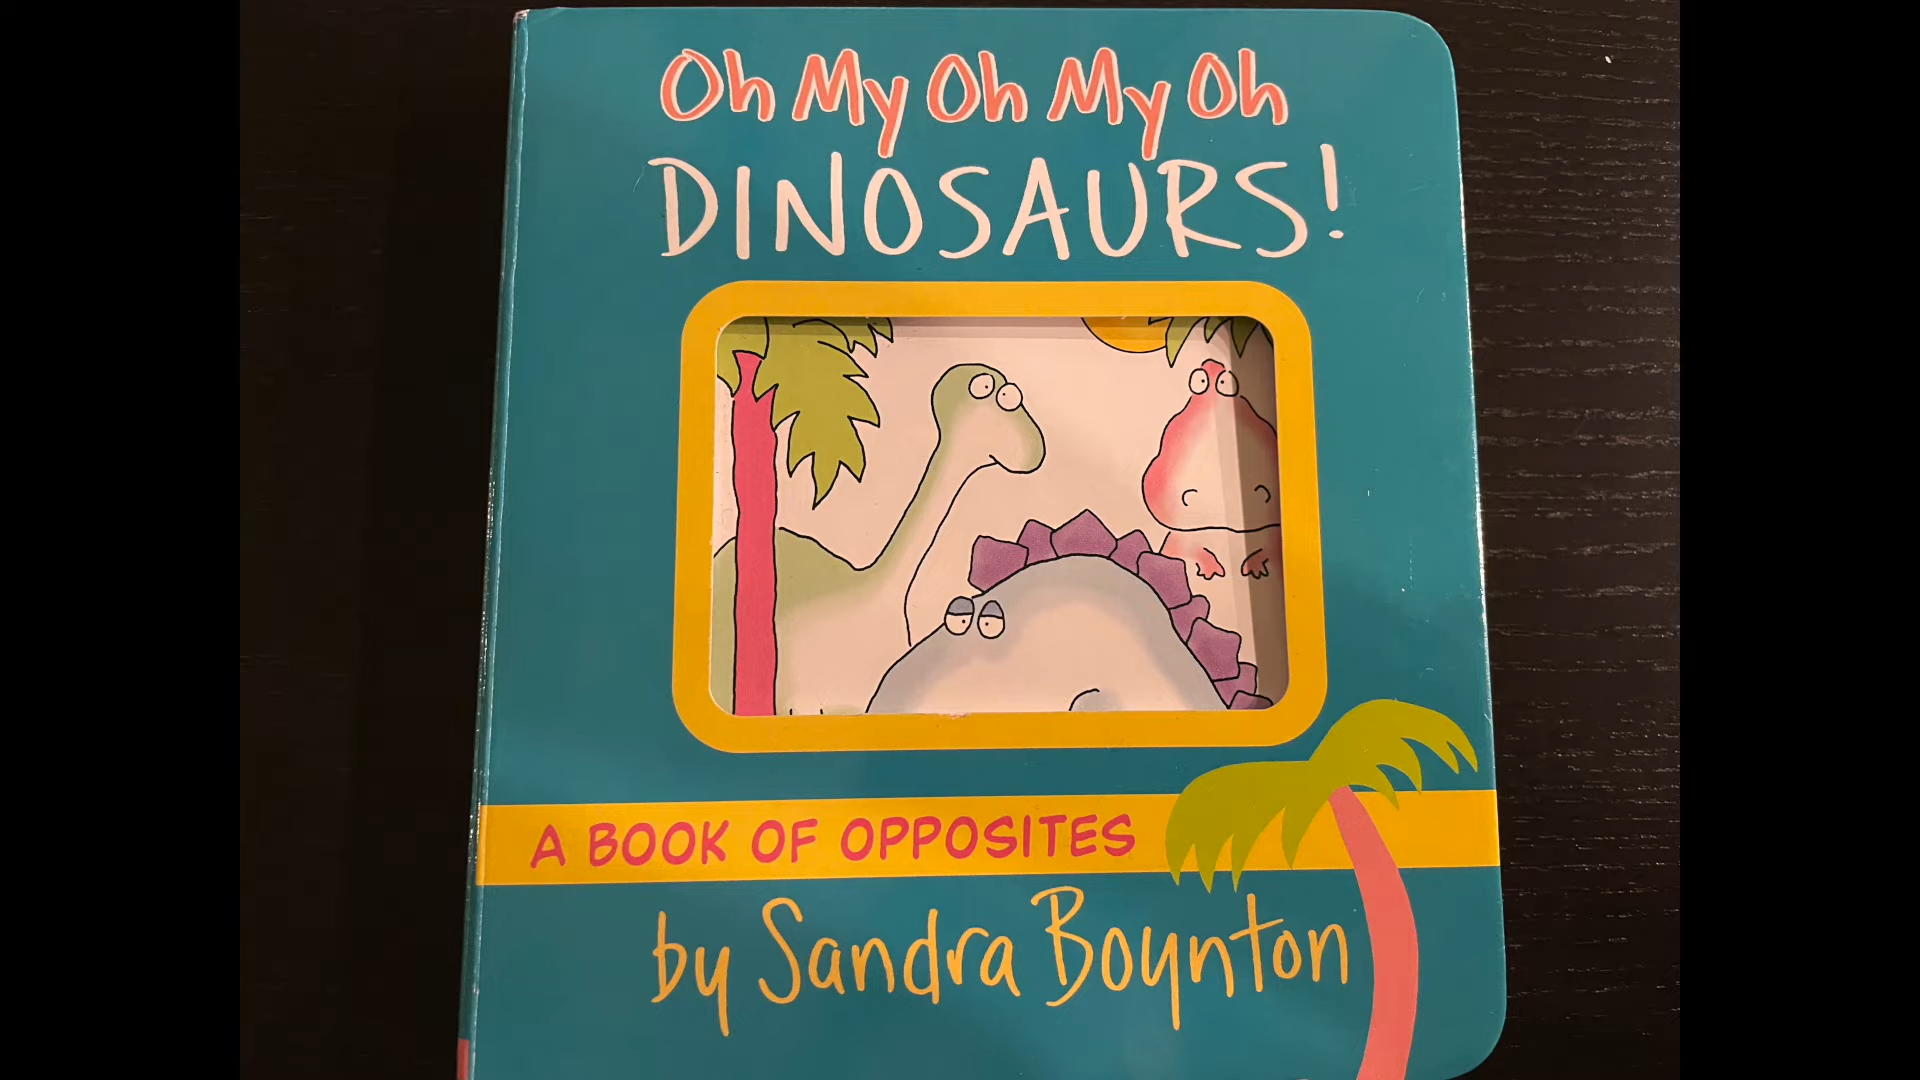 Oh My Oh My Oh
DINOSAURS!
A BOOK OF OPPOSITES
by Sandra Boynton